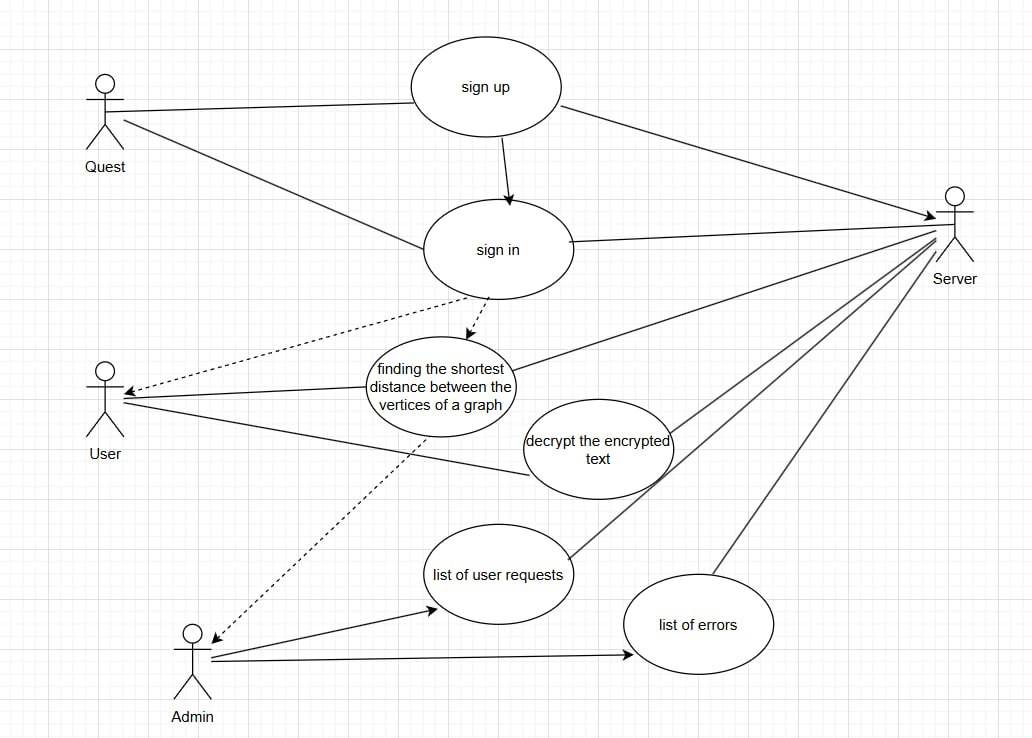 sign up
Quest
sign in
Server
finding the shortest
distance between the
vertices of a graph
User
decrypt the encrypted
text
list of user requests
list of errors
Admin